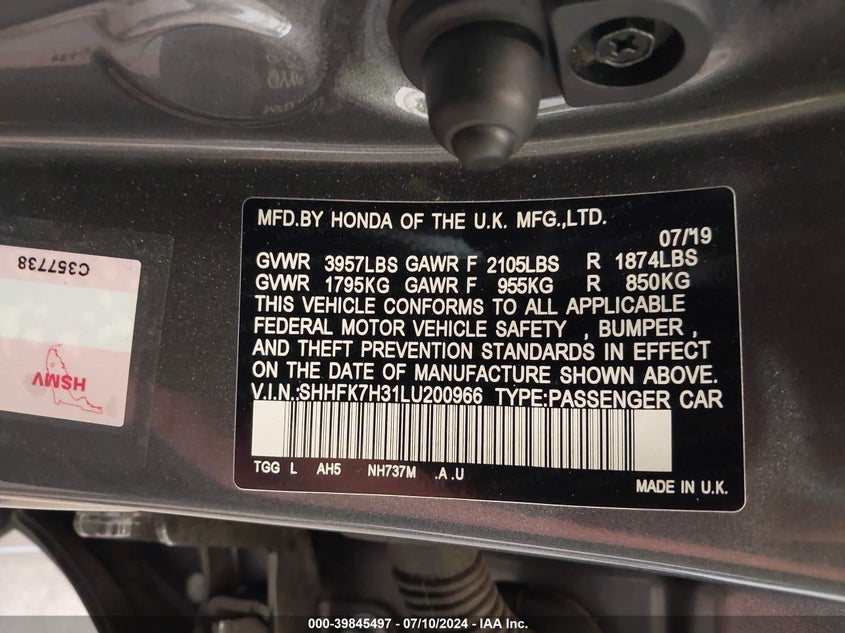 MFD.BY HONDA OF THE U.K. MFG.,LTD.
07/19
GVWR 3957LBS GAWR F 2105LBS R 1874LBS
GVWR 1795KG GAWR F 955KG R 850KG
THIS VEHICLE CONFORMS TO ALL APPLICABLE
FEDERAL MOTOR VEHICLE SAFETY , BUMPER ,
AND THEFT PREVENTION STANDARDS IN EFFECT
ON THE DATE OF MANUFACTURE SHOWN ABOVE.
V.I.N.:SHHFK7H31LU200966 TYPE:PASSENGER CAR
TGG L AH5 NH737M .A .U
MADE IN U.K.
C357738
HSMV
000-39845497 - 07/10/2024 - IAA Inc.